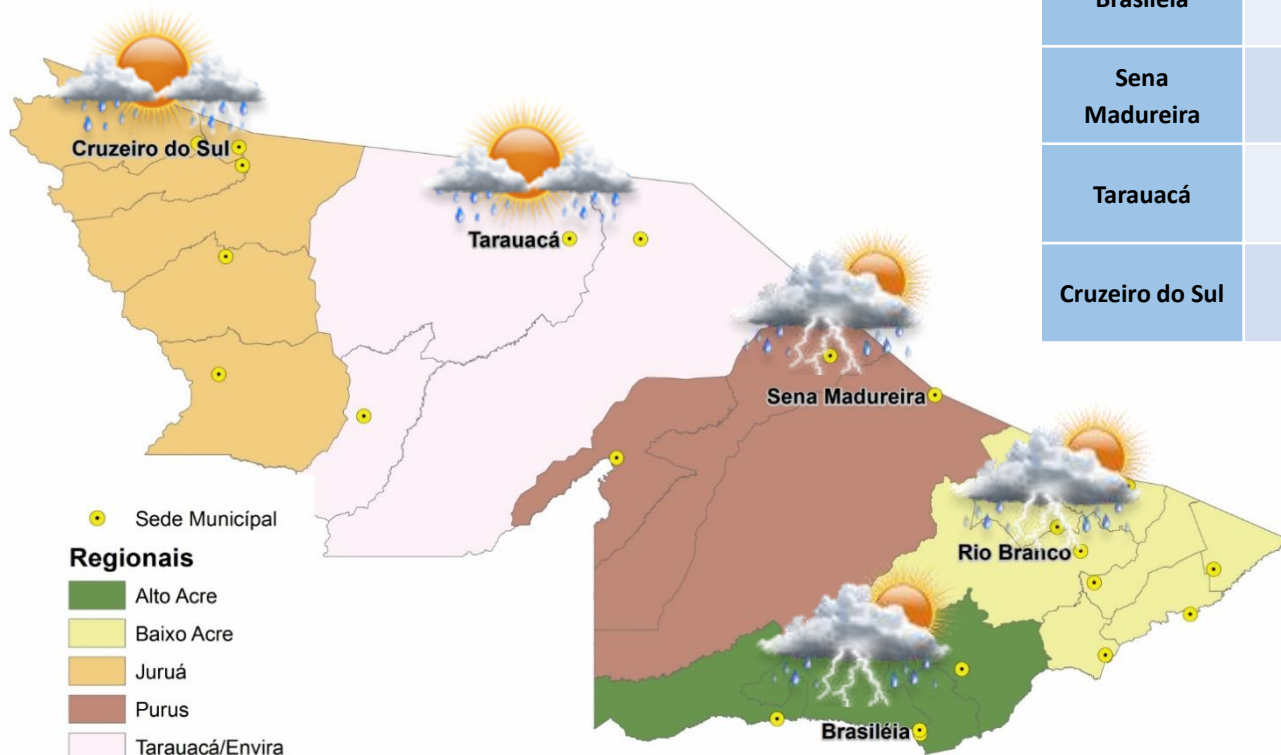 Brasiléia
Sena
Madureira
Tarauacá
Cruzeiro do Sul
Cruzeiro do Sul
Tarauacá
Sena Madureira
Rio Branco
Brasiléia
Sede Municípal
Regionais
Alto Acre
Baixo Acre
Juruá
Purus
Tarauacá/Envira